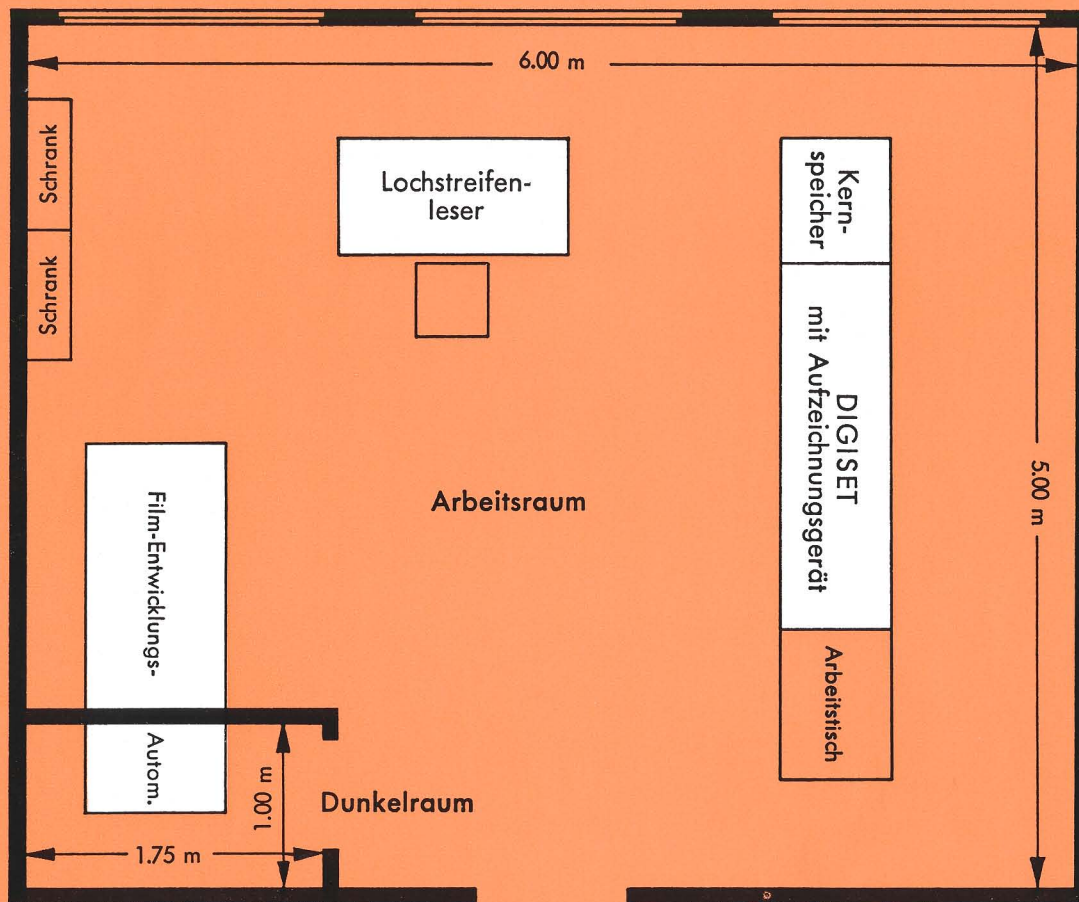 6.00 m
Schrank
Schrank
Lochstreifen-
leser
Kern-
speicher
DIGISET
mit Aufzeichnungsgerät
5.00 m
Arbeitsraum
Film-Entwicklungs-
Autom.
Arbeitstisch
1.00 m
Dunkelraum
1.75 m